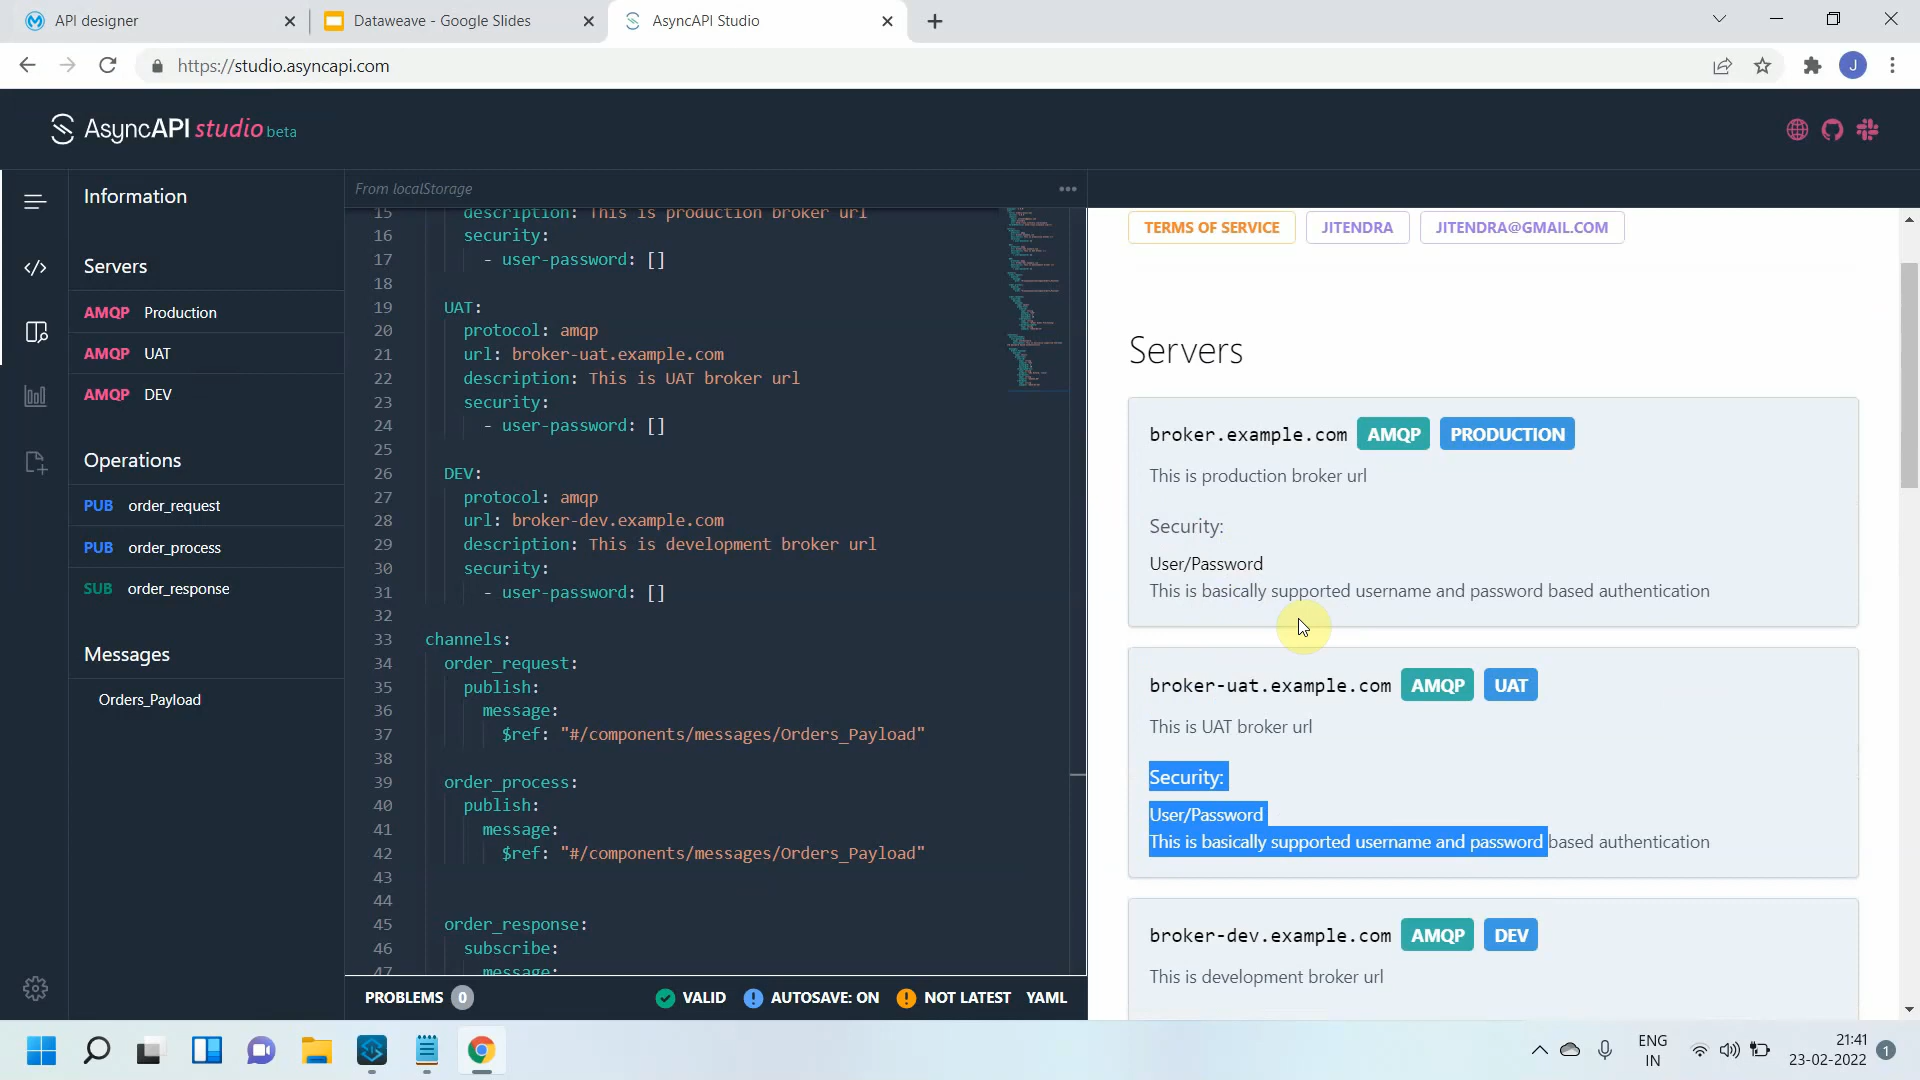 API designer
Dataweave - Google Slides
AsyncAPI Studio
https://studio.asyncapi.com
J
AsyncAPI studio beta
Information
Servers
AMQP Production
AMQP UAT
AMQP DEV
Operations
PUB order_request
PUB order_process
SUB order_response
Messages
Orders_Payload
From localStorage
15 description: This is production broker url
16 security:
17 - user-password: []
18
19 UAT:
20 protocol: amqp
21 url: broker-uat.example.com
22 description: This is UAT broker url
23 security:
24 - user-password: []
25
26 DEV:
27 protocol: amqp
28 url: broker-dev.example.com
29 description: This is development broker url
30 security:
31 - user-password: []
32
33 channels:
34 order_request:
35 publish:
36 message:
37 $ref: "#/components/messages/Orders_Payload"
38
39 order_process:
40 publish:
41 message:
42 $ref: "#/components/messages/Orders_Payload"
43
44
45 order_response:
46 subscribe:
47 message:
PROBLEMS 0
VALID
AUTOSAVE: ON
NOT LATEST
YAML
TERMS OF SERVICE
JITENDRA
JITENDRA@GMAIL.COM
Servers
broker.example.com AMQP PRODUCTION
This is production broker url
Security:
User/Password
This is basically supported username and password based authentication
broker-uat.example.com AMQP UAT
This is UAT broker url
Security:
User/Password
This is basically supported username and password based authentication
broker-dev.example.com AMQP DEV
This is development broker url
ENG
IN
21:41
23-02-2022
1